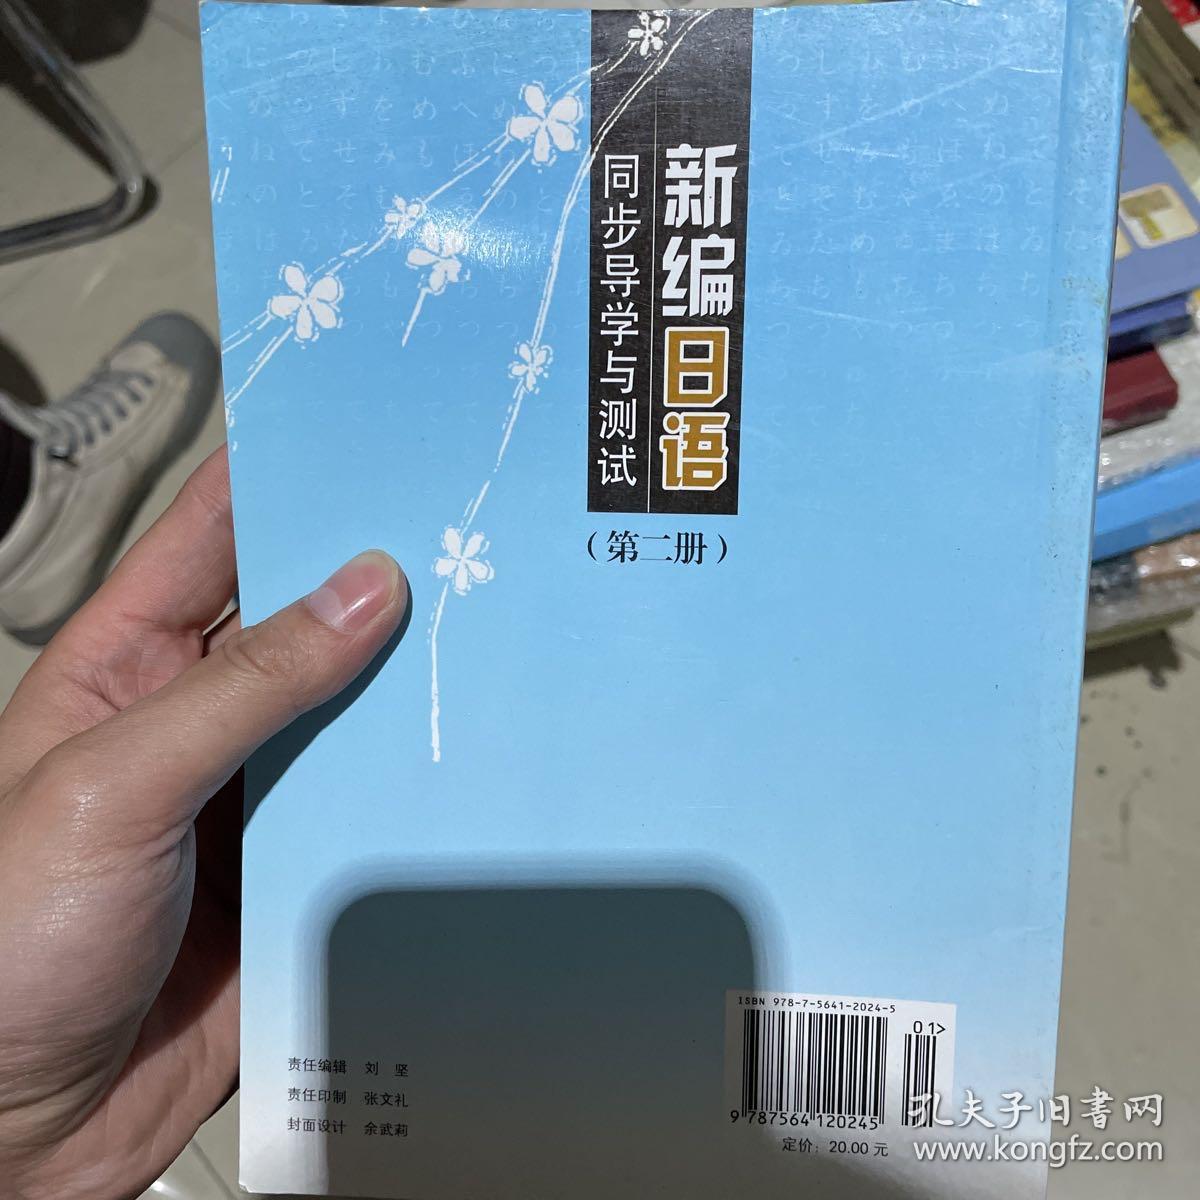 新编日语
同步导学与测试
（第二册）
ISBN 978-7-5641-2024-5
01>
9 787564 120245
定价：20.00 元
责任编辑 刘 坚
责任印制 张文礼
封面设计 余武莉
孔夫子旧書网
www.kongfz.com